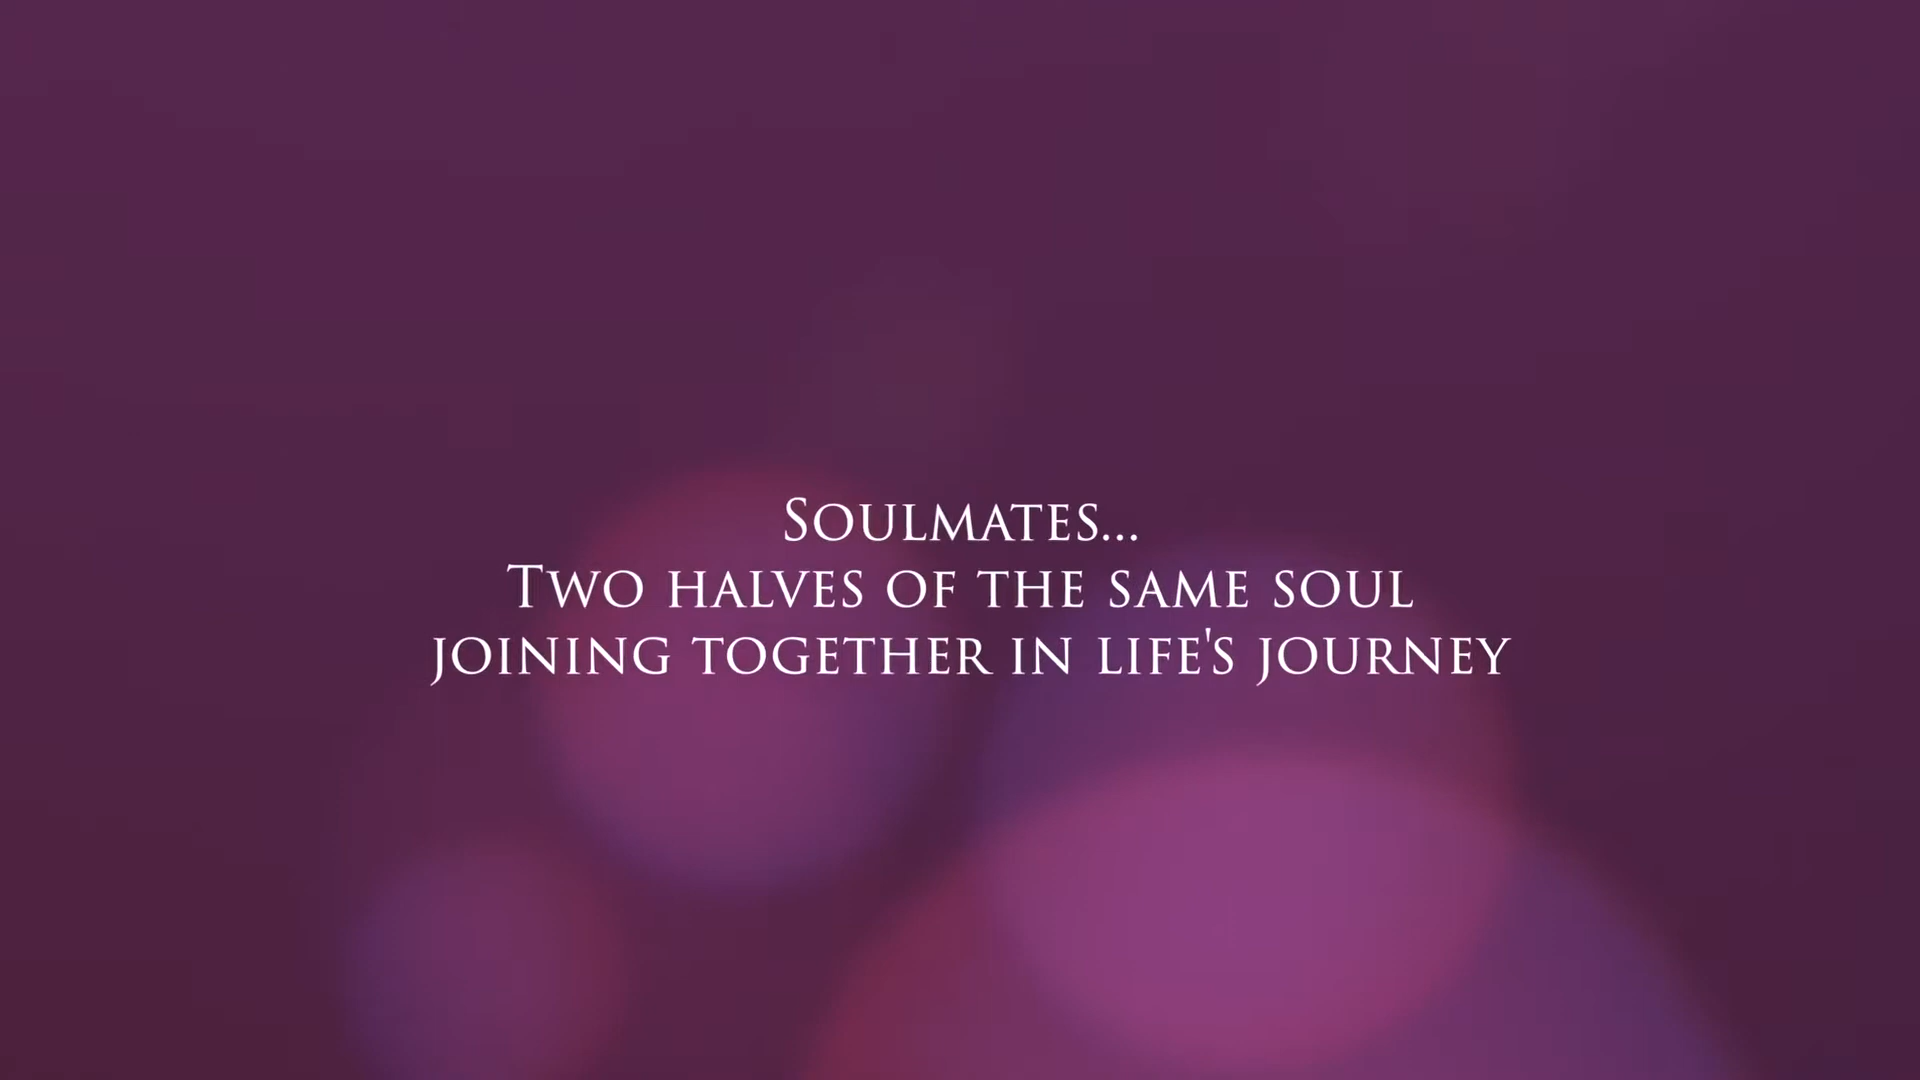 Soulmates...
Two halves of the same soul
joining together in life's journey